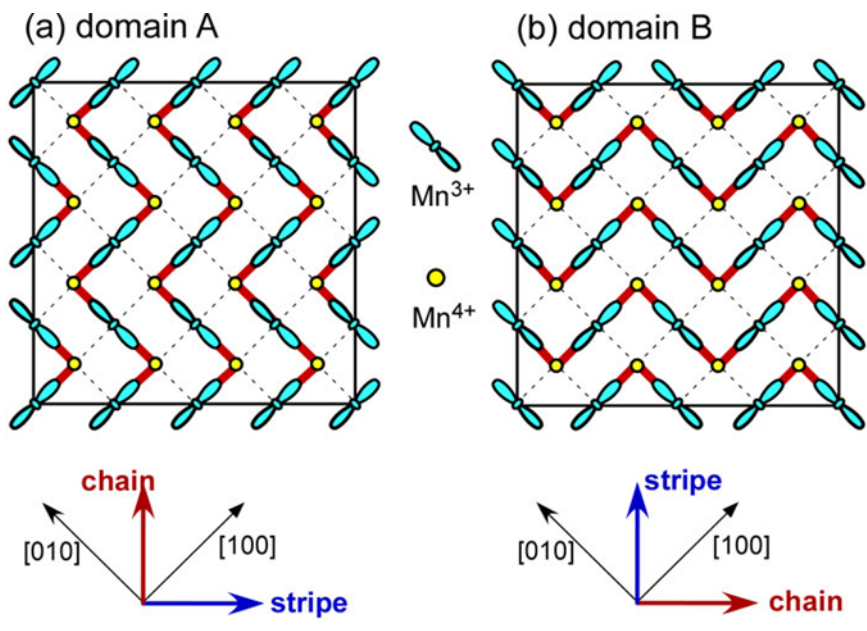 (a) domain A
(b) domain B
Mn3+
Mn4+
chain
[010]
[100]
stripe
stripe
[010]
[100]
chain